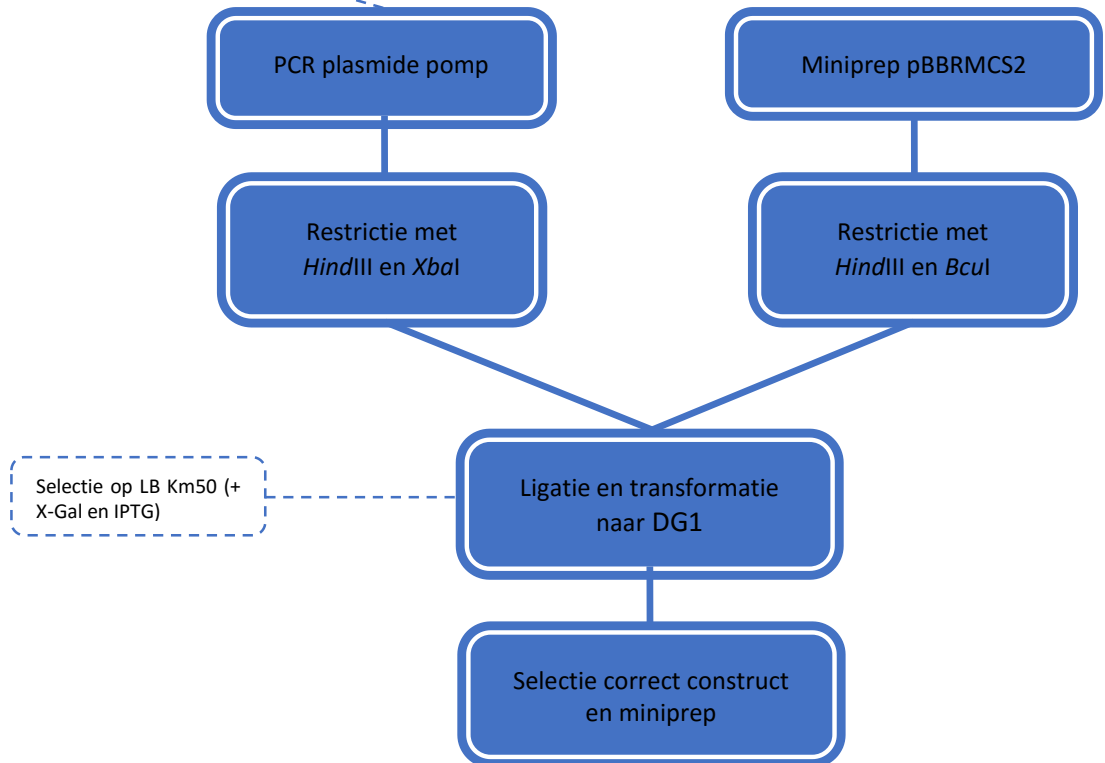 PCR plasmide pomp
Miniprep pBBRMCS2
Restrictie met
HindIII en XbaI
Restrictie met
HindIII en BcuI
Selectie op LB Km50 (+
X-Gal en IPTG)
Ligatie en transformatie
naar DG1
Selectie correct construct
en miniprep